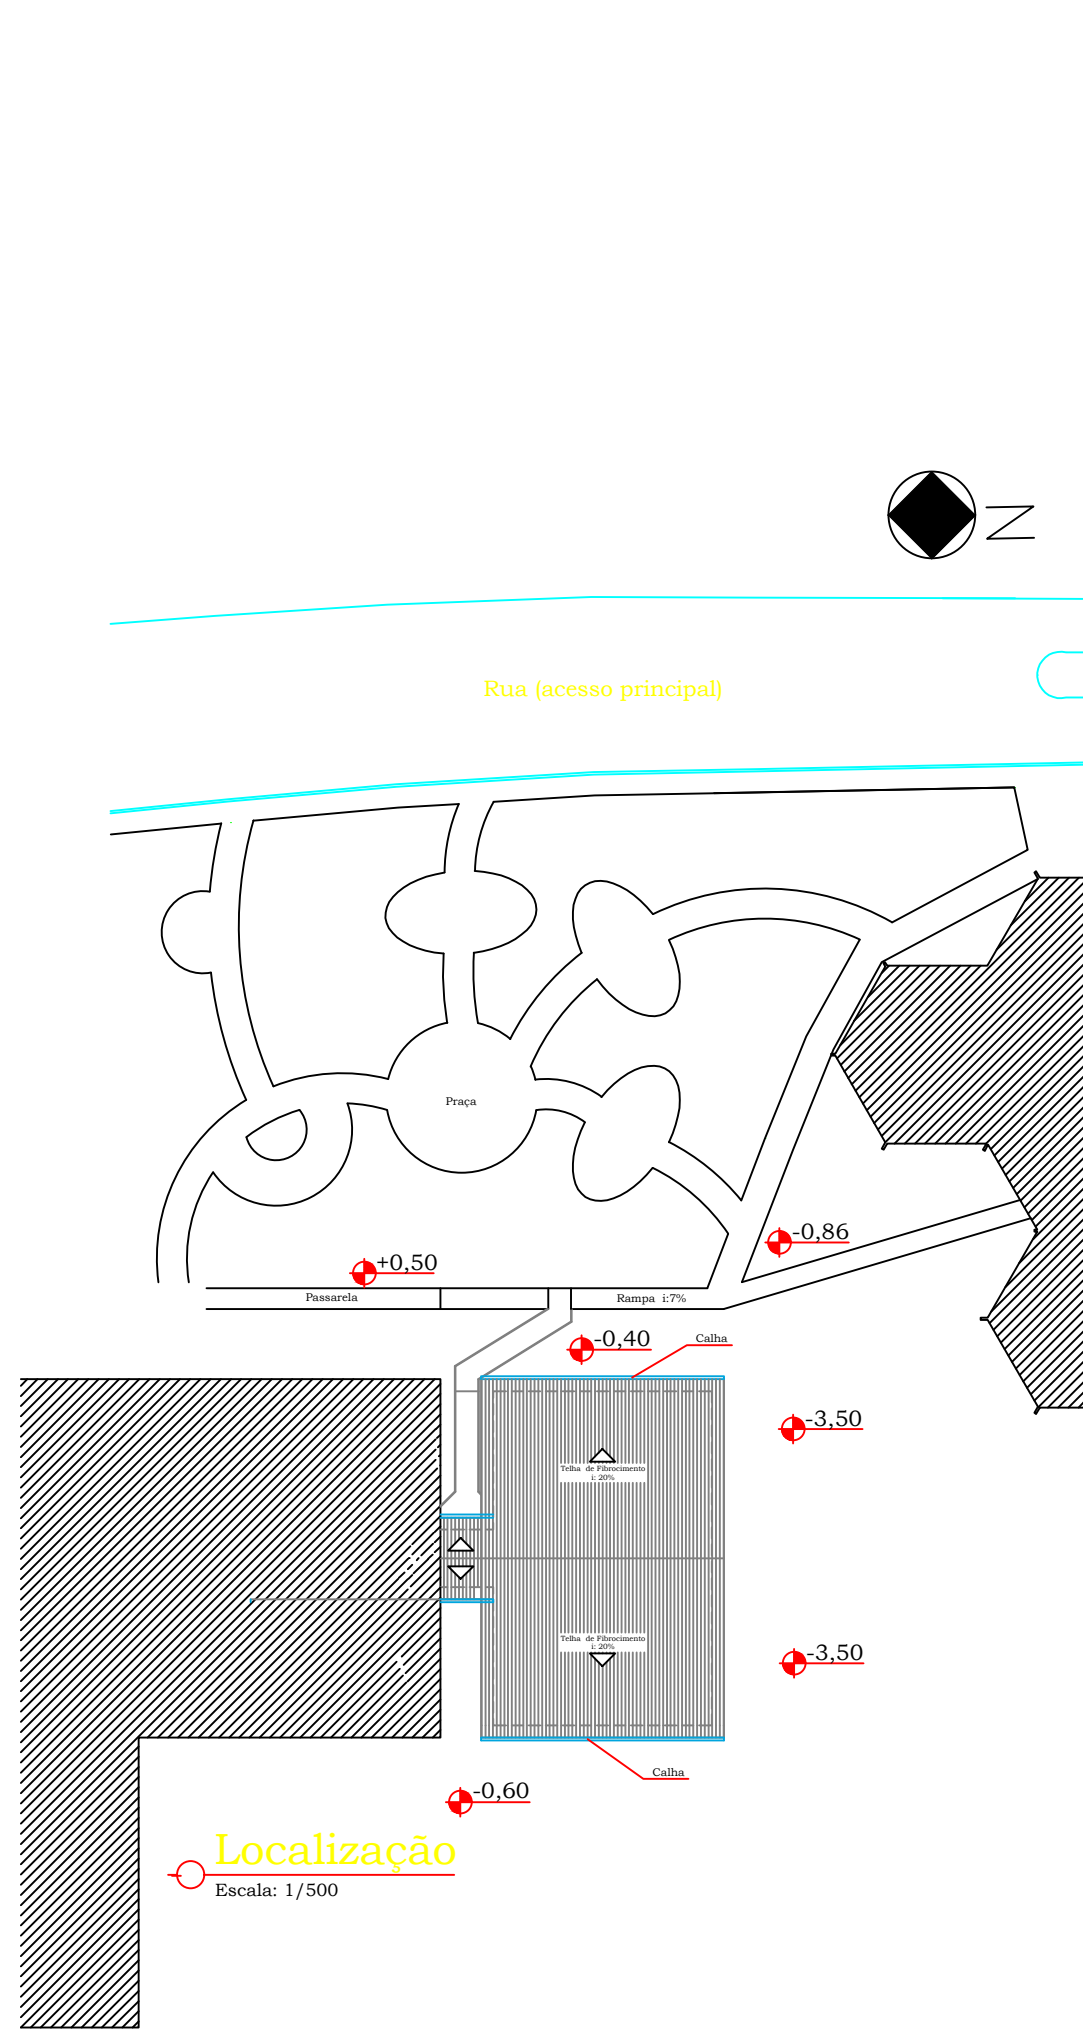 N
Rua (acesso principal)
Praça
-0,86
+0,50
Passarela
Rampa i:7%
-0,40
Calha
-3,50
Telha de Fibrocimento
i: 20%
Telha de Fibrocimento
i: 20%
-3,50
Calha
-0,60
Localização
Escala: 1/500